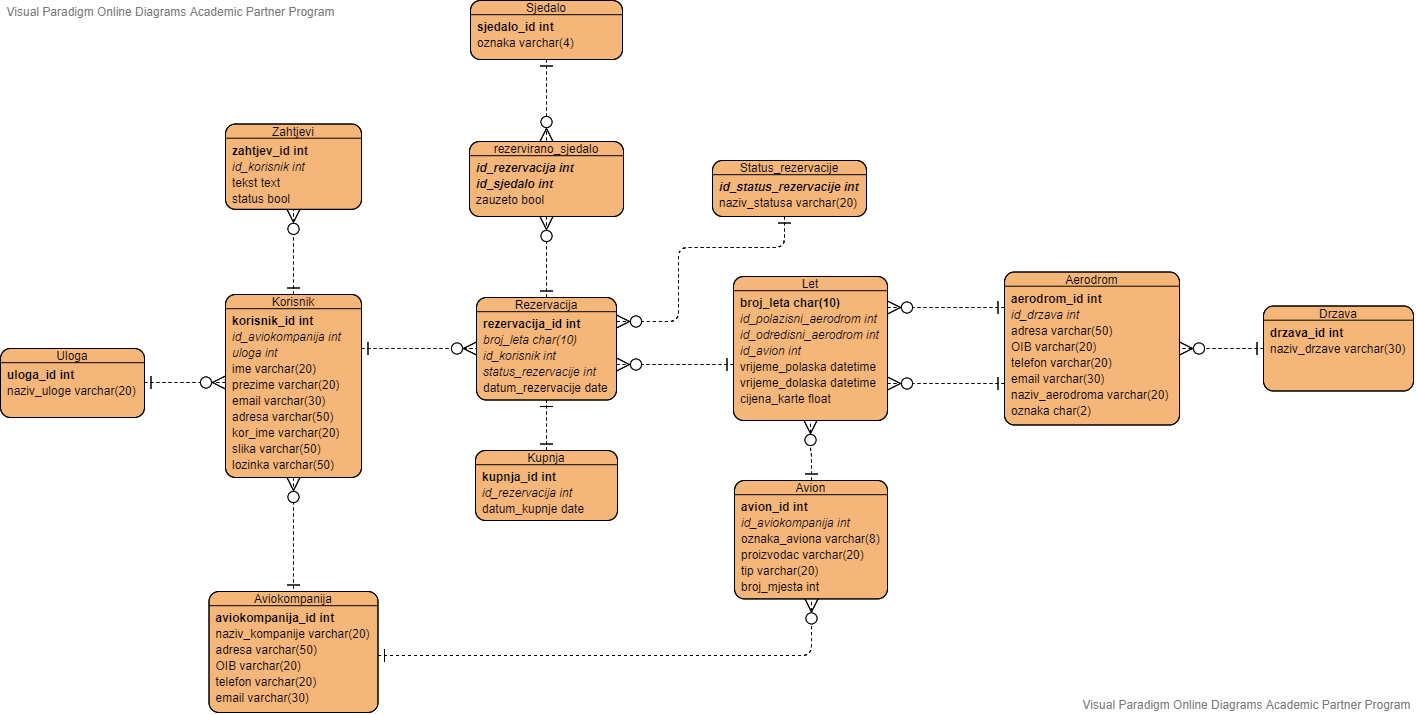 Visual Paradigm Online Diagrams Academic Partner Program
Sjedalo
sjedalo_id int
oznaka varchar(4)
Zahtjevi
zahtjev_id int
id_korisnik int
tekst text
status bool
rezervirano_sjedalo
id_rezervacija int
id_sjedalo int
zauzeto bool
Status_rezervacije
id_status_rezervacije int
naziv_statusa varchar(20)
Uloga
uloga_id int
naziv_uloge varchar(20)
Korisnik
korisnik_id int
id_aviokompanija int
uloga int
ime varchar(20)
prezime varchar(20)
email varchar(30)
adresa varchar(50)
kor_ime varchar(20)
slika varchar(50)
lozinka varchar(50)
Rezervacija
rezervacija_id int
broj_leta char(10)
id_korisnik int
status_rezervacije int
datum_rezervacije date
Let
broj_leta char(10)
id_polazisni_aerodrom int
id_odredisni_aerodrom int
id_avion int
vrijeme_polaska datetime
vrijeme_dolaska datetime
cijena_karte float
Aerodrom
aerodrom_id int
id_drzava int
adresa varchar(50)
OIB varchar(20)
telefon varchar(20)
email varchar(30)
naziv_aerodroma varchar(20)
oznaka char(2)
Drzava
drzava_id int
naziv_drzave varchar(30)
Kupnja
kupnja_id int
id_rezervacija int
datum_kupnje date
Avion
avion_id int
id_aviokompanija int
oznaka_aviona varchar(8)
proizvodac varchar(20)
tip varchar(20)
broj_mjesta int
Aviokompanija
aviokompanija_id int
naziv_kompanije varchar(20)
adresa varchar(50)
OIB varchar(20)
telefon varchar(20)
email varchar(30)
Visual Paradigm Online Diagrams Academic Partner Program